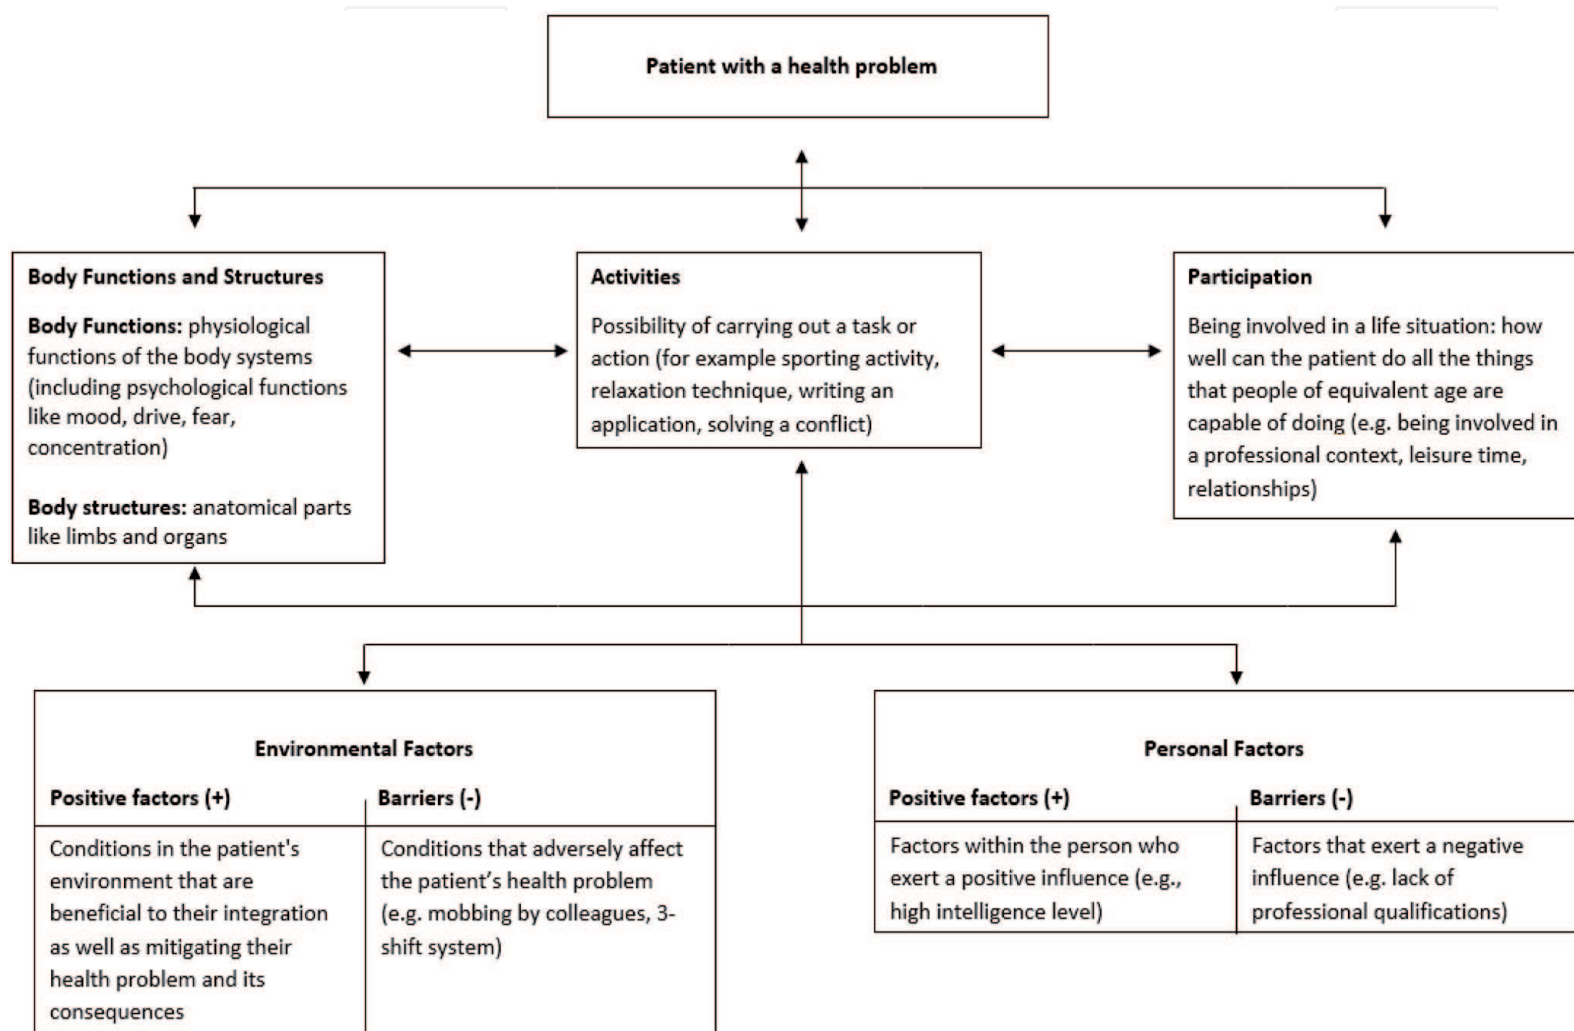 Patient with a health problem
Body Functions and Structures
Body Functions: physiological
functions of the body systems
(including psychological functions
like mood, drive, fear,
concentration)
Body structures: anatomical parts
like limbs and organs
Activities
Possibility of carrying out a task or
action (for example sporting activity,
relaxation technique, writing an
application, solving a conflict)
Participation
Being involved in a life situation: how
well can the patient do all the things
that people of equivalent age are
capable of doing (e.g. being involved in
a professional context, leisure time,
relationships)
Environmental Factors
Positive factors (+)
Conditions in the patient's
environment that are
beneficial to their integration
as well as mitigating their
health problem and its
consequences
Barriers (-)
Conditions that adversely affect
the patient’s health problem
(e.g. mobbing by colleagues, 3-
shift system)
Personal Factors
Positive factors (+)
Factors within the person who
exert a positive influence (e.g.,
high intelligence level)
Barriers (-)
Factors that exert a negative
influence (e.g. lack of
professional qualifications)